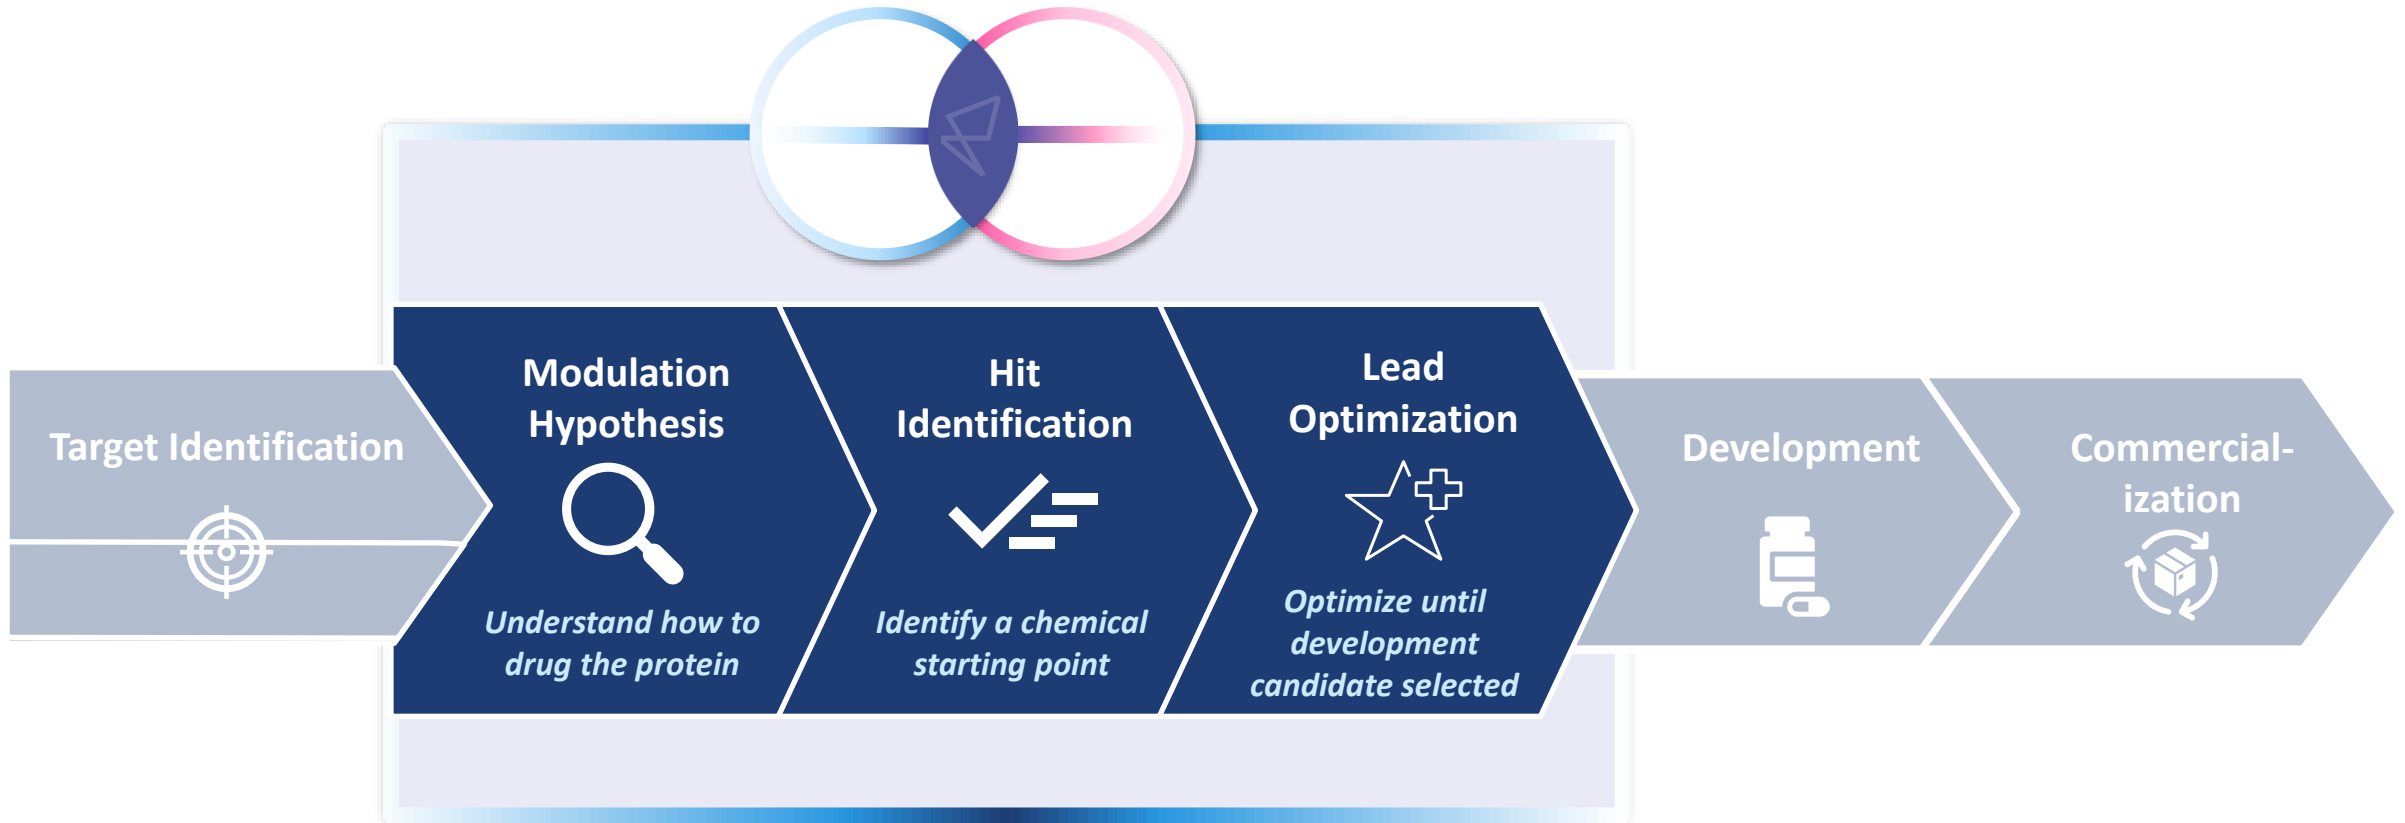 Target Identification
Modulation
Hypothesis
Understand how to
drug the protein
Hit
Identification
Identify a chemical
starting point
Lead
Optimization
Optimize until
development
candidate selected
Development
Commercial-
ization